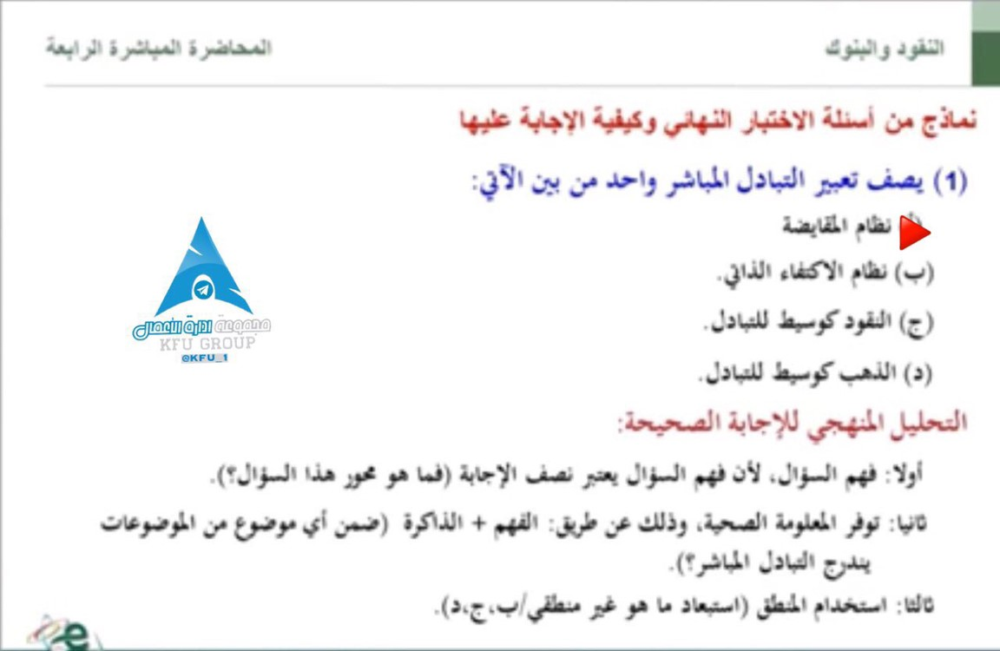 النقود والبنوك
المحاضرة المباشرة الرابعة
نماذج من أسئلة الاختبار النهائي وكيفية الإجابة عليها
(1) يصف تعبير التبادل المباشر واحد من بين الآتي:
نظام المقايضة
(ب) نظام الاكتفاء الذاتي.
(ج) النقود كوسيط للتبادل.
(د) الذهب كوسيط للتبادل.
مجموعة إدارة الأعمال
KFU GROUP
@KFU_1
التحليل المنهجي للإجابة الصحيحة:
أولا: فهم السؤال، لأن فهم السؤال يعتبر نصف الإجابة (فما هو محور هذا السؤال؟).
ثانيا: توفر المعلومة الصحية، وذلك عن طريق: الفهم + الذاكرة (ضمن أي موضوع من الموضوعات
يندرج التبادل المباشر؟).
ثالثا: استخدام المنطق (استبعاد ما هو غير منطقي/ب،ج،د).